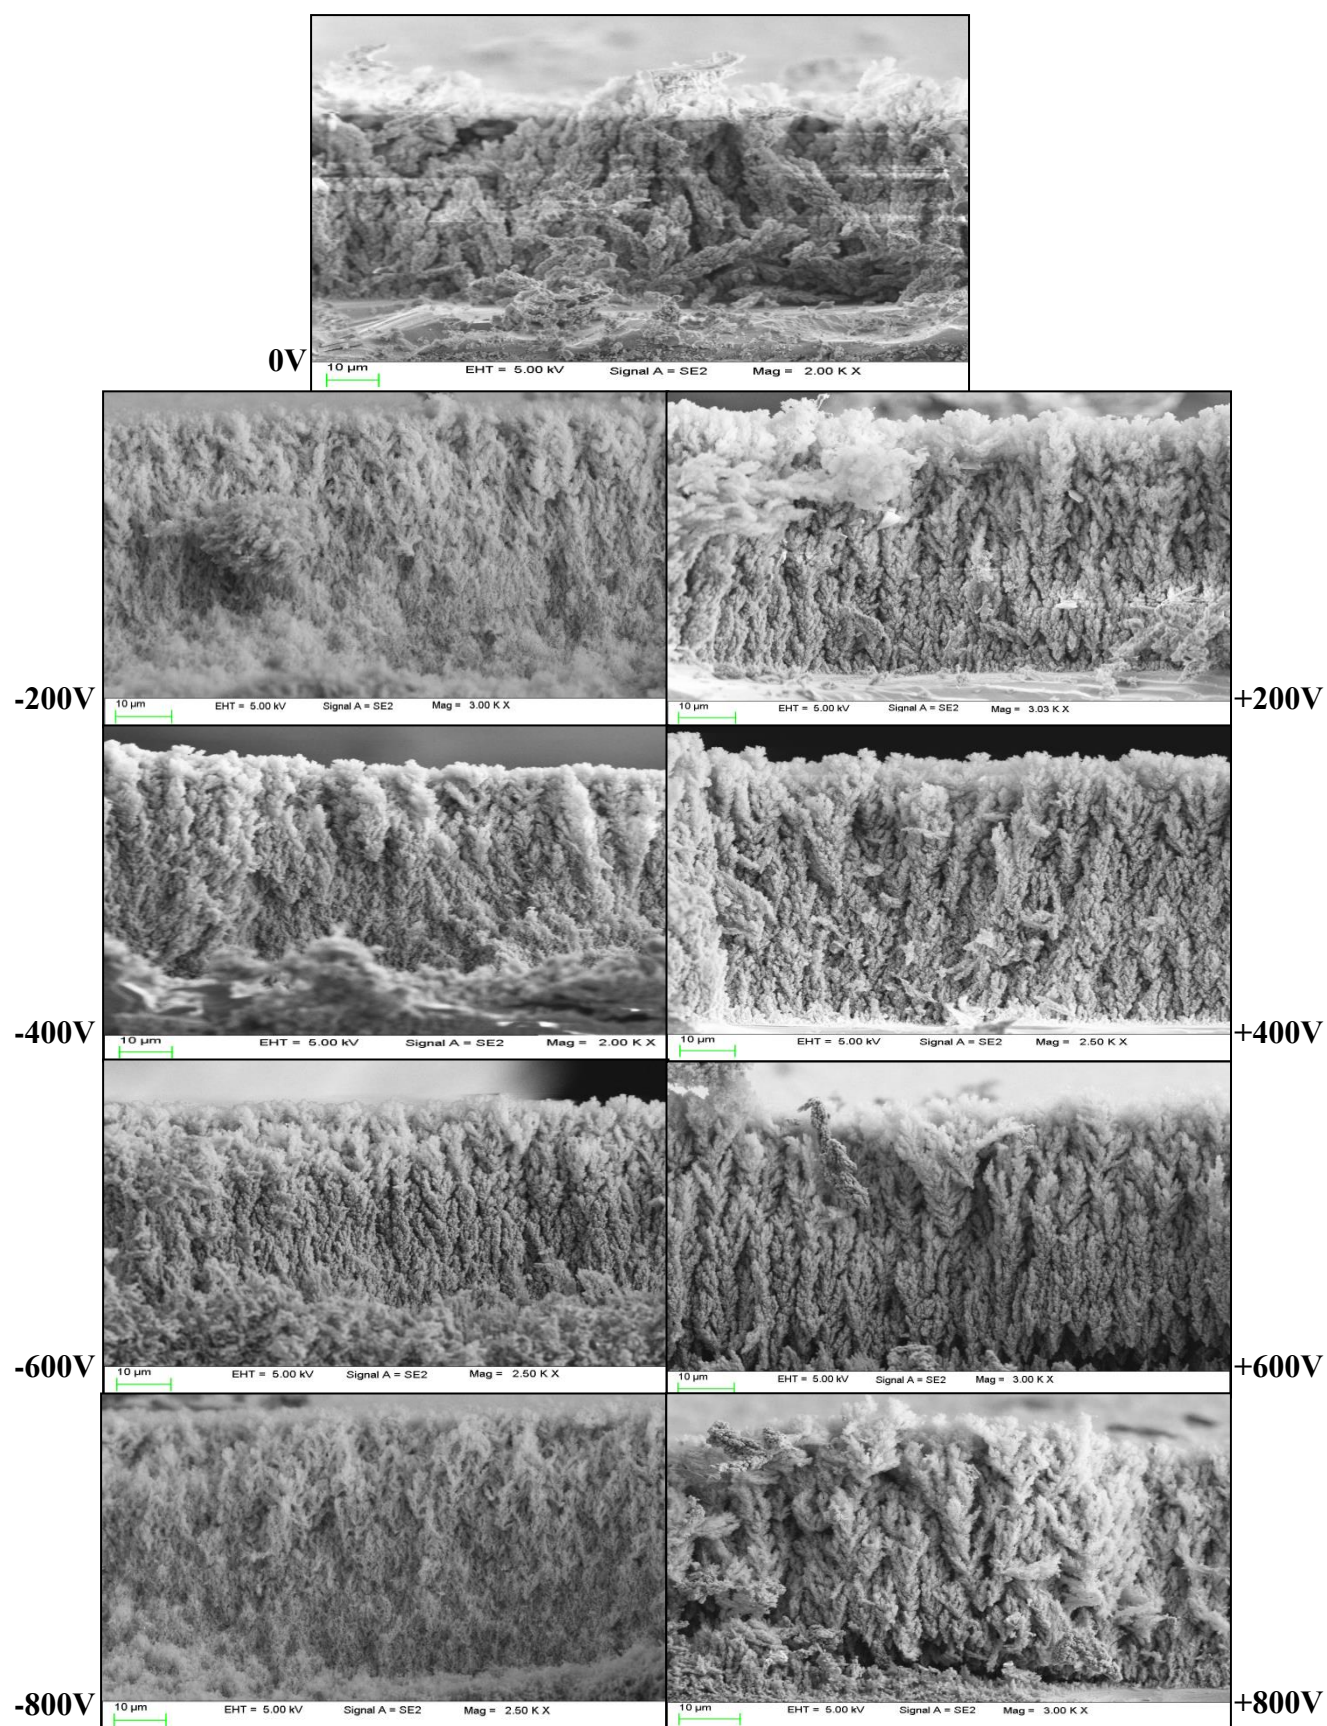 0V
10 µm EHT = 5.00 kV Signal A = SE2 Mag = 2.00 K X
-200V
10 µm EHT = 5.00 kV Signal A = SE2 Mag = 3.00 K X
10 µm EHT = 5.00 kV Signal A = SE2 Mag = 3.03 K X
+200V
-400V
10 µm EHT = 5.00 kV Signal A = SE2 Mag = 2.00 K X
10 µm EHT = 5.00 kV Signal A = SE2 Mag = 2.50 K X
+400V
-600V
10 µm EHT = 5.00 kV Signal A = SE2 Mag = 2.50 K X
10 µm EHT = 5.00 kV Signal A = SE2 Mag = 3.00 K X
+600V
-800V
10 µm EHT = 5.00 kV Signal A = SE2 Mag = 2.50 K X
10 µm EHT = 5.00 kV Signal A = SE2 Mag = 3.00 K X
+800V